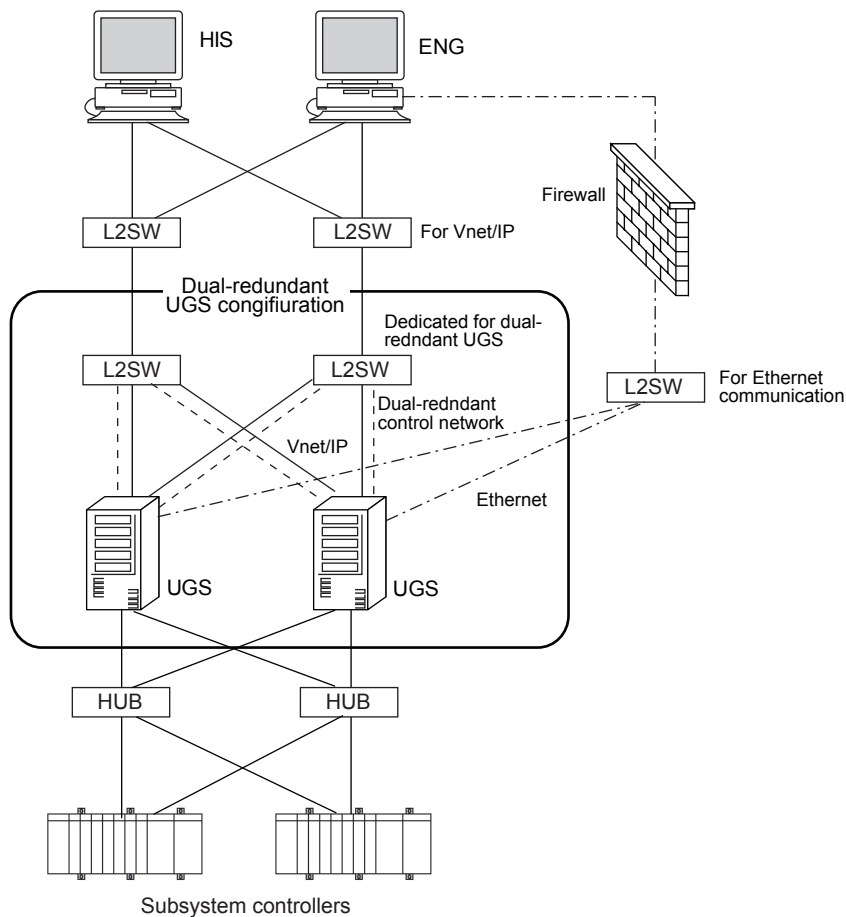 HIS
ENG
Firewall
L2SW
L2SW
For Vnet/IP
Dual-redundant
UGS congifiuration
Dedicated for dual-
redndant UGS
L2SW
L2SW
L2SW
For Ethernet
communication
Dual-redndant
control network
Vnet/IP
Ethernet
UGS
UGS
HUB
HUB
Subsystem controllers